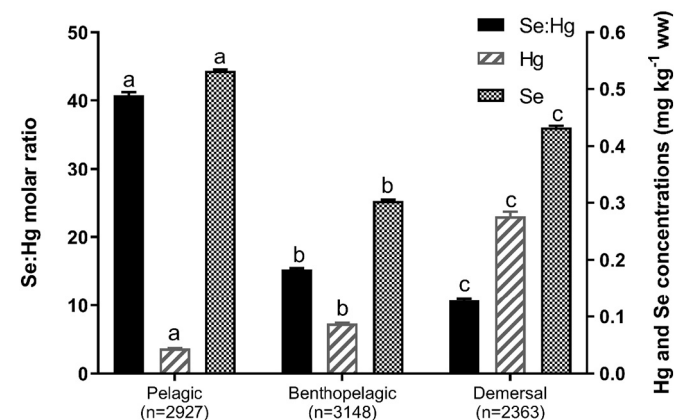 Se:Hg
Hg
Se
Se:Hg molar ratio
50
40
30
20
10
0
a
a
a
b
b
b
c
c
c
0.6
0.5
0.4
0.3
0.2
0.1
0.0
Hg and Se concentrations (mg kg⁻¹ ww)
Pelagic
(n=2927)
Benthopelagic
(n=3148)
Demersal
(n=2363)